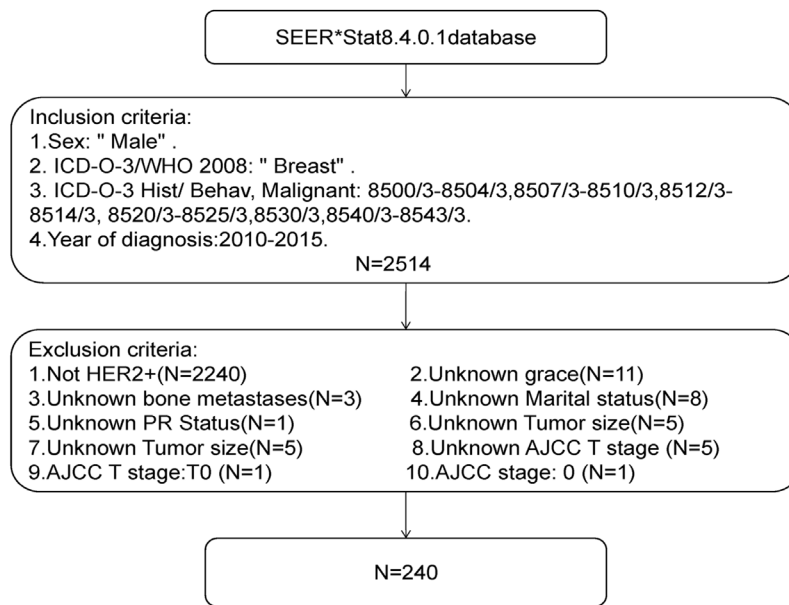 SEER*Stat8.4.0.1database
Inclusion criteria:
1.Sex: " Male" .
2. ICD-O-3/WHO 2008: " Breast" .
3. ICD-O-3 Hist/ Behav, Malignant: 8500/3-8504/3,8507/3-8510/3,8512/3-
8514/3, 8520/3-8525/3,8530/3,8540/3-8543/3.
4.Year of diagnosis:2010-2015.
N=2514
Exclusion criteria:
1.Not HER2+(N=2240) 2.Unknown grace(N=11)
3.Unknown bone metastases(N=3) 4.Unknown Marital status(N=8)
5.Unknown PR Status(N=1) 6.Unknown Tumor size(N=5)
7.Unknown Tumor size(N=5) 8.Unknown AJCC T stage (N=5)
9.AJCC T stage:T0 (N=1) 10.AJCC stage: 0 (N=1)
N=240